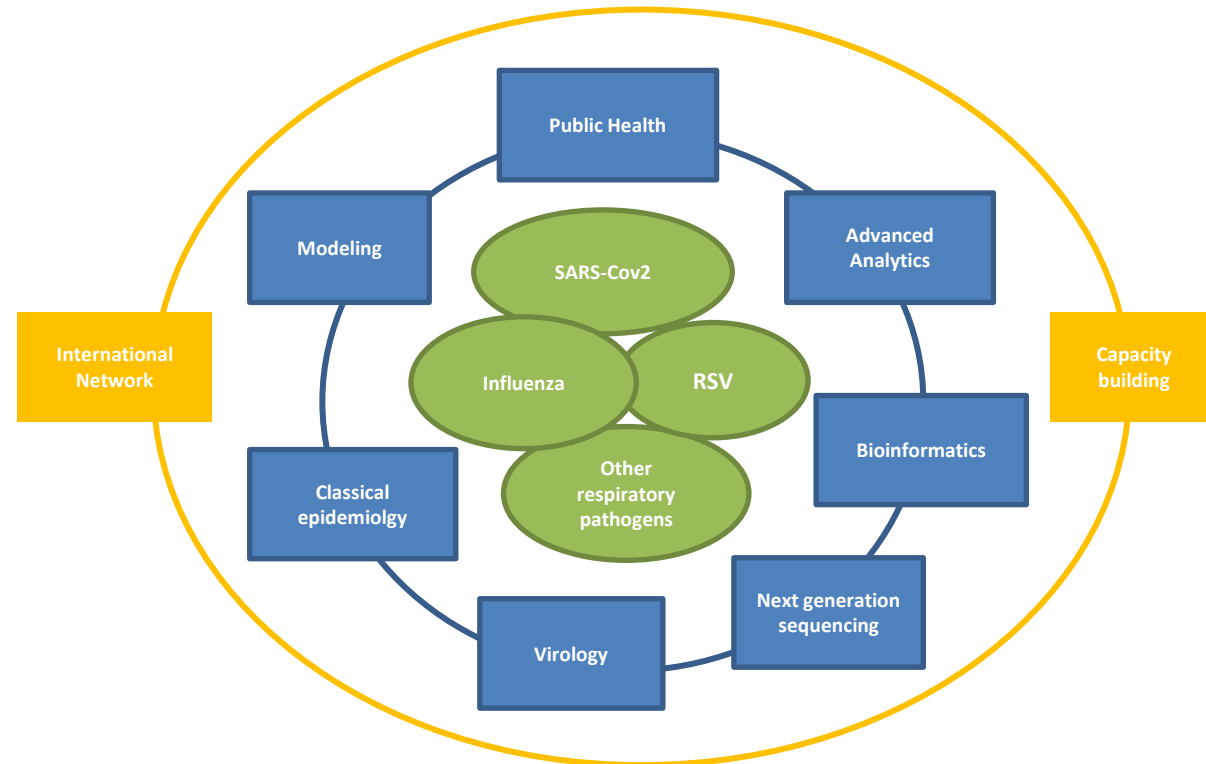 Public Health
Modeling
Advanced
Analytics
SARS-Cov2
International
Network
Influenza
RSV
Capacity
building
Bioinformatics
Classical
epidemiolgy
Other
respiratory
pathogens
Next generation
sequencing
Virology